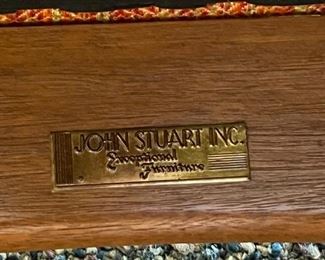 JOHN STUART INC.
Exceptional
Furniture